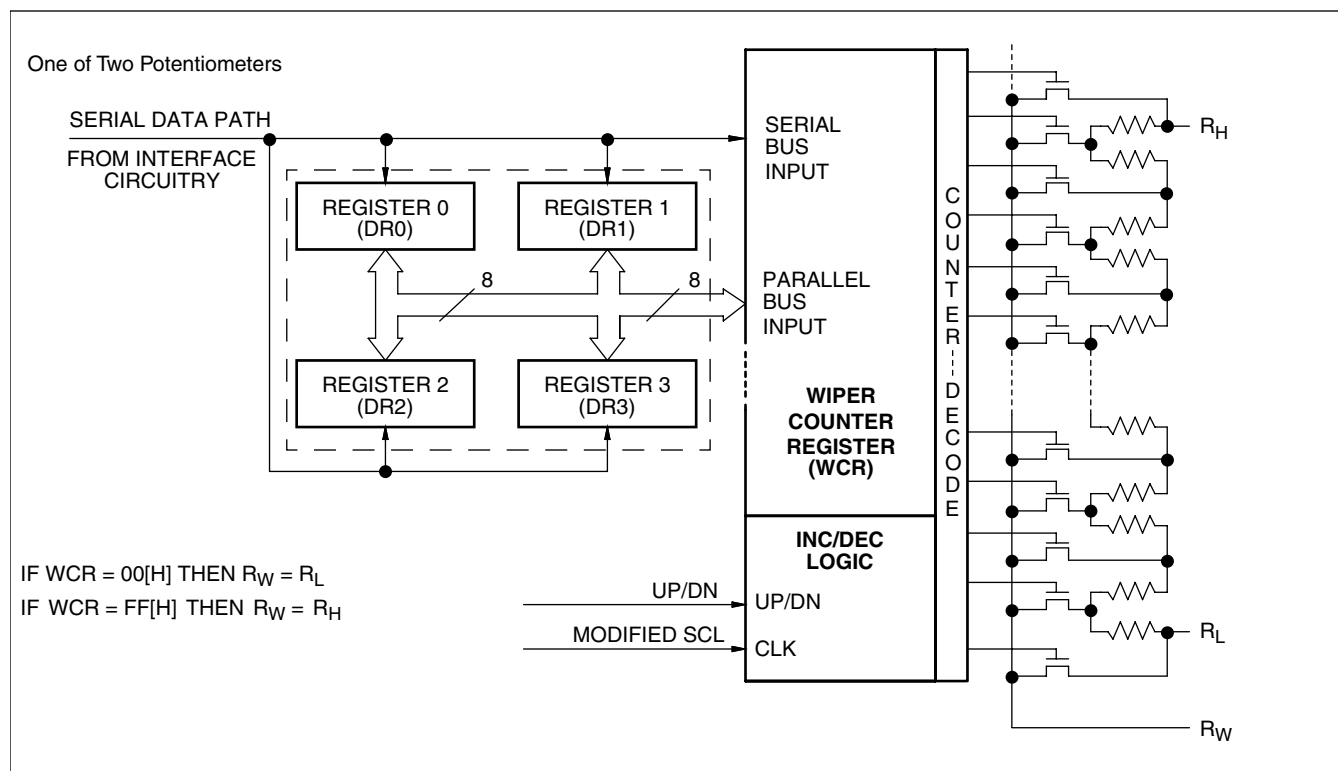 One of Two Potentiometers
SERIAL DATA PATH
FROM INTERFACE
CIRCUITRY
REGISTER 0
(DR0)
REGISTER 1
(DR1)
8
8
REGISTER 2
(DR2)
REGISTER 3
(DR3)
SERIAL
BUS
INPUT
PARALLEL
BUS
INPUT
WIPER
COUNTER
REGISTER
(WCR)
INC/DEC
LOGIC
UP/DN
UP/DN
MODIFIED SCL
CLK
IF WCR = 00[H] THEN RW = RL
IF WCR = FF[H] THEN RW = RH
COUNTER
DECODE
RH
RL
RW